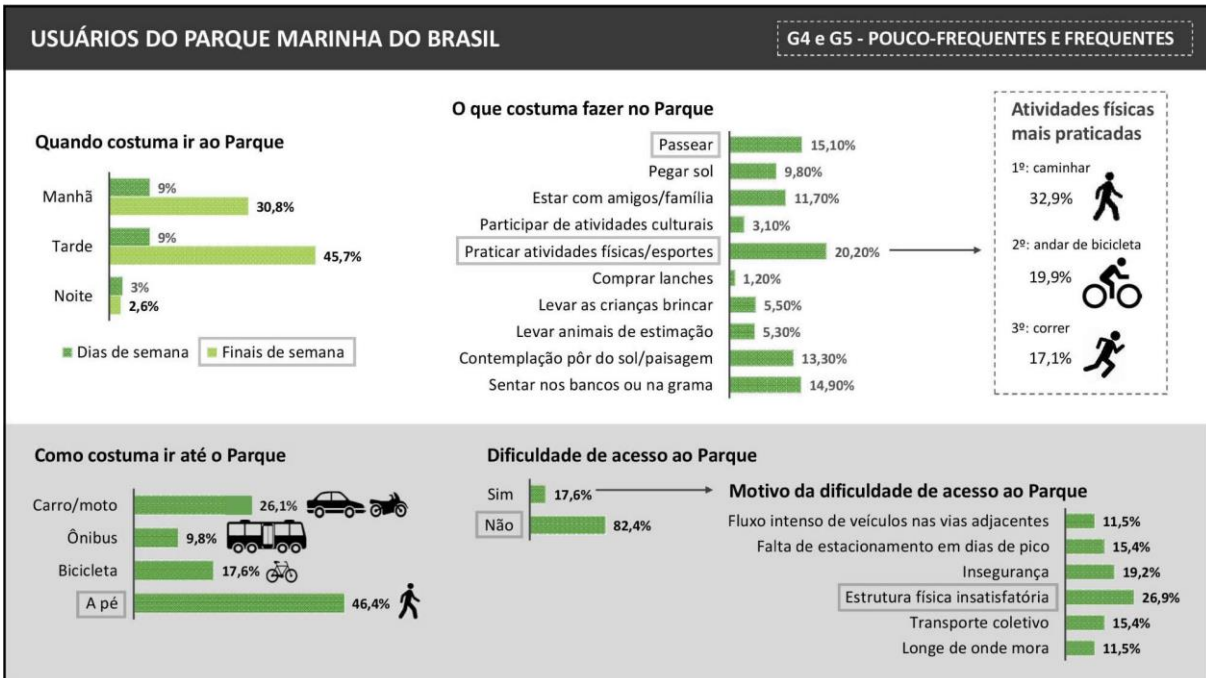 USUÁRIOS DO PARQUE MARINHA DO BRASIL
G4 e G5 - POUCO-FREQUENTES E FREQUENTES
Quando costuma ir ao Parque
Manhã
9%
30,8%
Tarde
9%
45,7%
Noite
3%
2,6%
Dias de semana
Finais de semana
O que costuma fazer no Parque
Passear 15,10%
Pegar sol 9,80%
Estar com amigos/família 11,70%
Participar de atividades culturais 3,10%
Praticar atividades físicas/esportes 20,20%
Comprar lanches 1,20%
Levar as crianças brincar 5,50%
Levar animais de estimação 5,30%
Contemplação pôr do sol/paisagem 13,30%
Sentar nos bancos ou na grama 14,90%
Atividades físicas
mais praticadas
1º: caminhar
32,9%
2º: andar de bicicleta
19,9%
3º: correr
17,1%
Como costuma ir até o Parque
Carro/moto 26,1%
Ônibus 9,8%
Bicicleta 17,6%
A pé 46,4%
Dificuldade de acesso ao Parque
Sim 17,6%
Não 82,4%
Motivo da dificuldade de acesso ao Parque
Fluxo intenso de veículos nas vias adjacentes 11,5%
Falta de estacionamento em dias de pico 15,4%
Insegurança 19,2%
Estrutura física insatisfatória 26,9%
Transporte coletivo 15,4%
Longe de onde mora 11,5%